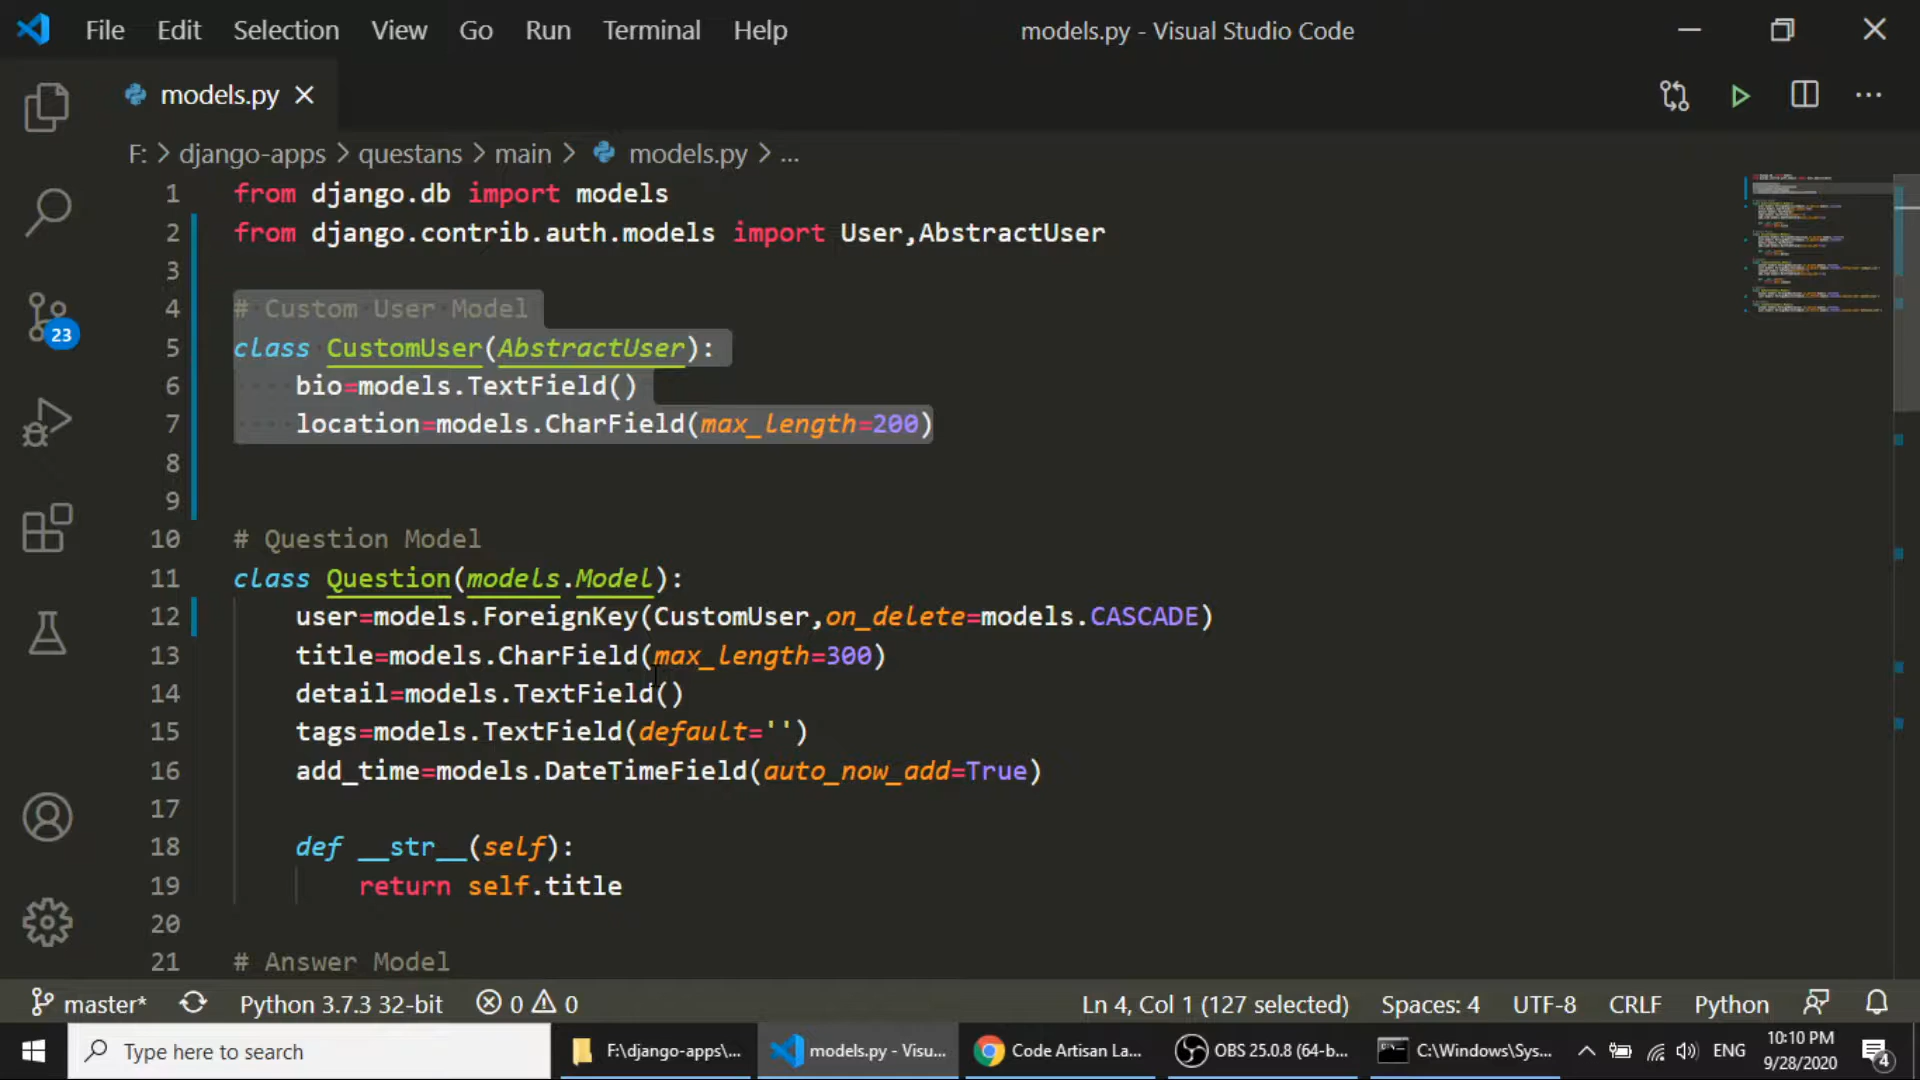 File Edit Selection View Go Run Terminal Help models.py - Visual Studio Code
models.py
F: > django-apps > questans > main > models.py > ...
1 from django.db import models
2 from django.contrib.auth.models import User,AbstractUser
3
4 # Custom User Model
5 class CustomUser(AbstractUser):
6 bio=models.TextField()
7 location=models.CharField(max_length=200)
8
9
10 # Question Model
11 class Question(models.Model):
12 user=models.ForeignKey(CustomUser,on_delete=models.CASCADE)
13 title=models.CharField(max_length=300)
14 detail=models.TextField()
15 tags=models.TextField(default='')
16 add_time=models.DateTimeField(auto_now_add=True)
17
18 def __str__(self):
19 return self.title
20
21 # Answer Model
23
master* Python 3.7.3 32-bit 0 0 Ln 4, Col 1 (127 selected) Spaces: 4 UTF-8 CRLF Python
Type here to search F:\django-apps\... models.py - Visu... Code Artisan La... OBS 25.0.8 (64-b... C:\Windows\Sys... ENG 10:10 PM
9/28/2020 4